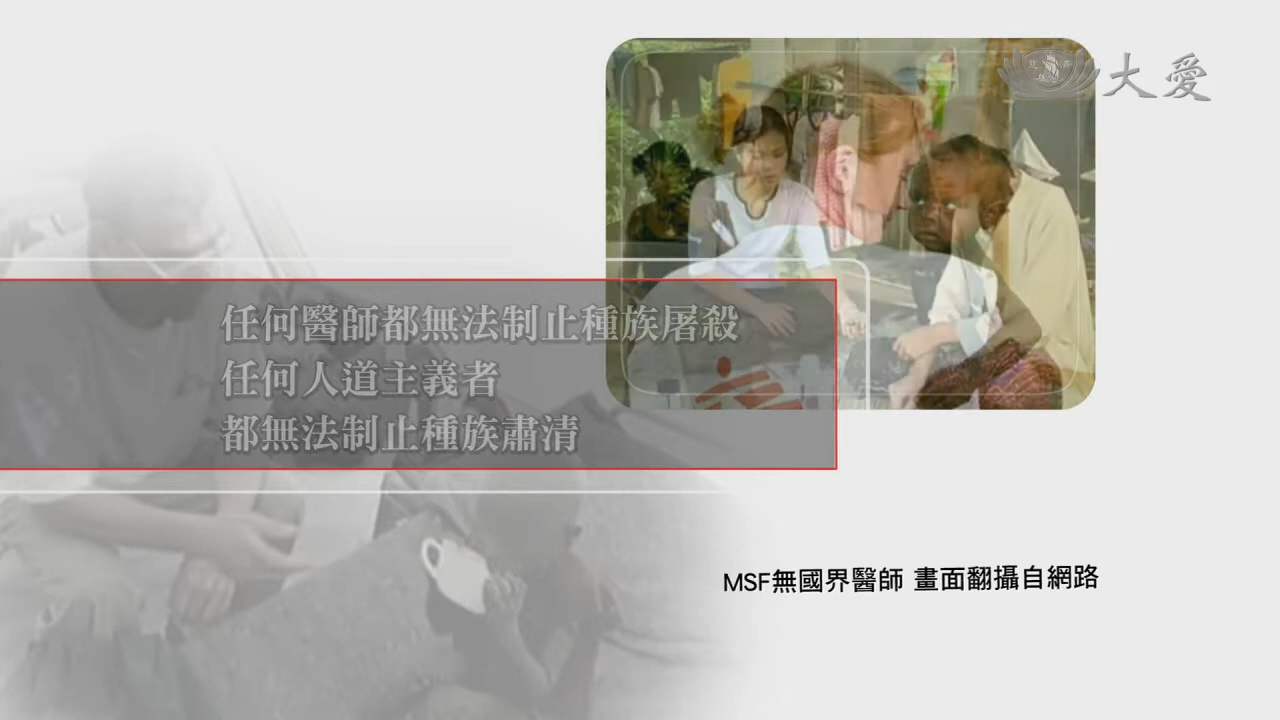 大愛
任何醫師都無法制止種族屠殺
任何人道主義者
都無法制止種族肅清
MSF無國界醫師 畫面翻攝自網路